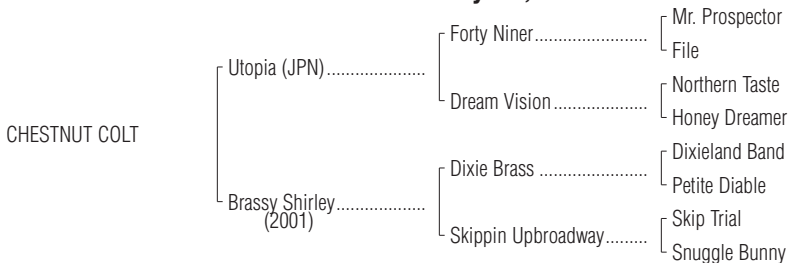 Mr. Prospector
Forty Niner
File
Utopia (JPN)
Northern Taste
Dream Vision
Honey Dreamer
CHESTNUT COLT
Dixieland Band
Dixie Brass
Petite Diable
Brassy Shirley
(2001)
Skip Trial
Skippin Upbroadway
Snuggle Bunny